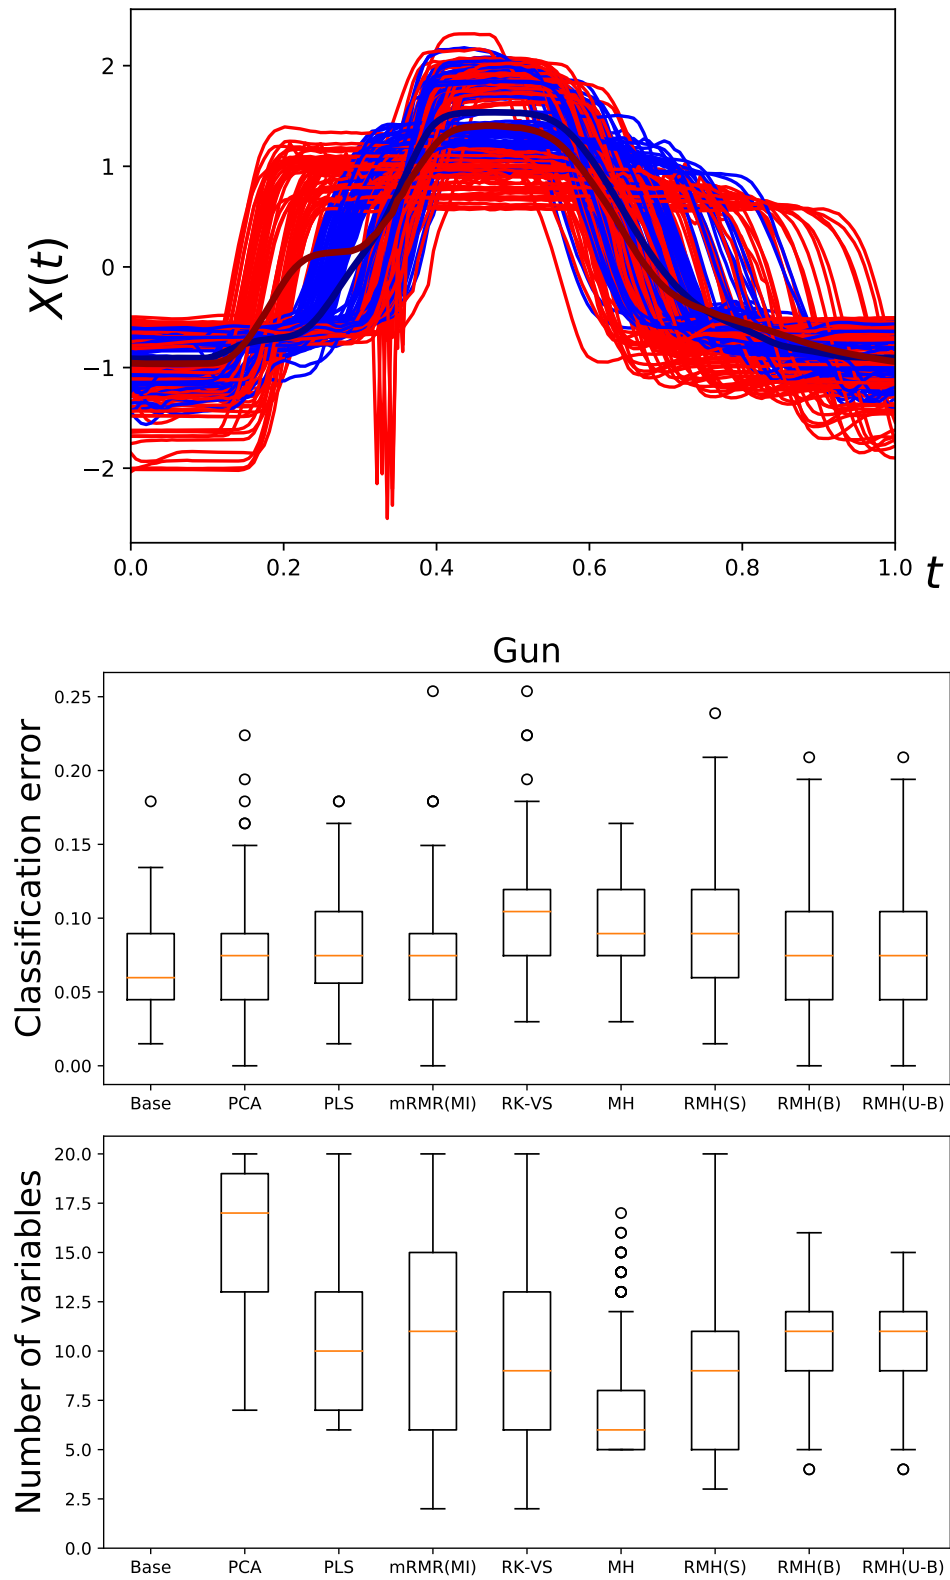 X(t)
2
1
0
−1
−2
0.0 0.2 0.4 0.6 0.8 1.0 t
Gun
Classification error
0.25
0.20
0.15
0.10
0.05
0.00
Base PCA PLS mRMR(MI) RK-VS MH RMH(S) RMH(B) RMH(U-B)
Number of variables
20.0
17.5
15.0
12.5
10.0
7.5
5.0
2.5
0.0
Base PCA PLS mRMR(MI) RK-VS MH RMH(S) RMH(B) RMH(U-B)